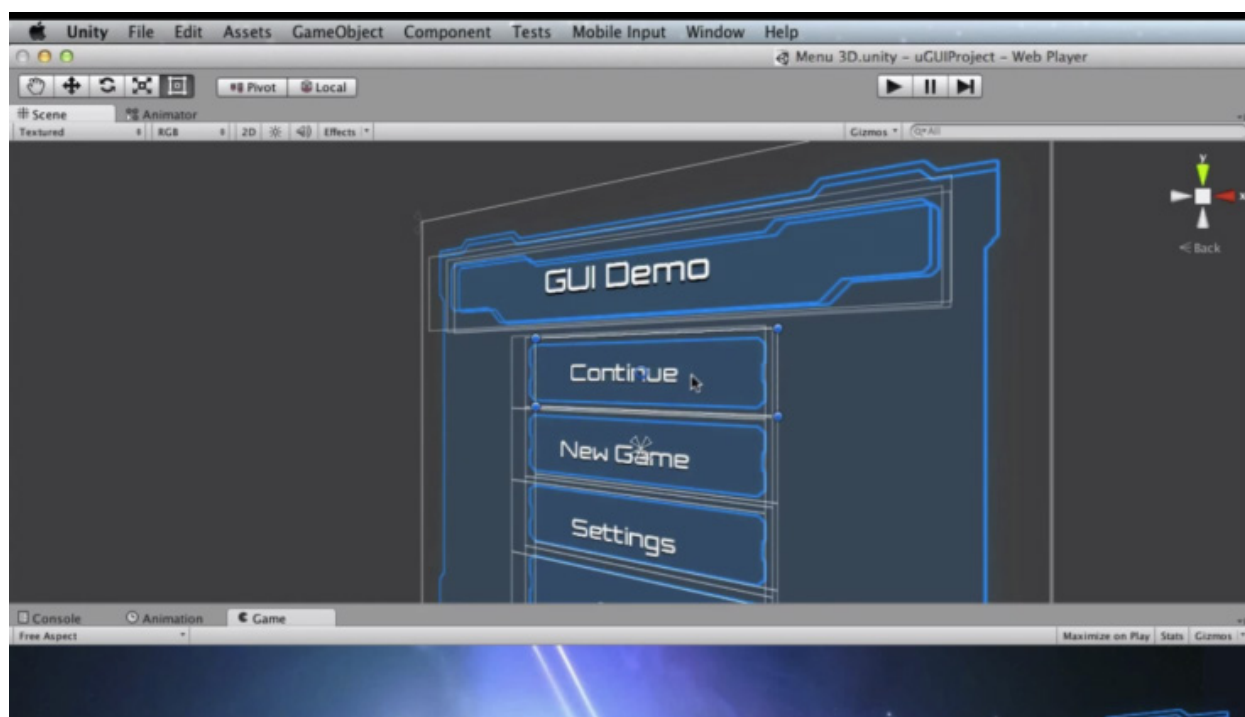 Unity File Edit Assets GameObject Component Tests Mobile Input Window Help
Menu 3D.unity – uGUIProject – Web Player
Pivot Local
Scene Animator
Textured RGB 2D Effects Gizmos All
y
x
Back
GUI Demo
Continue
New Game
Settings
Console Animation Game
Free Aspect Maximize on Play Stats Gizmos